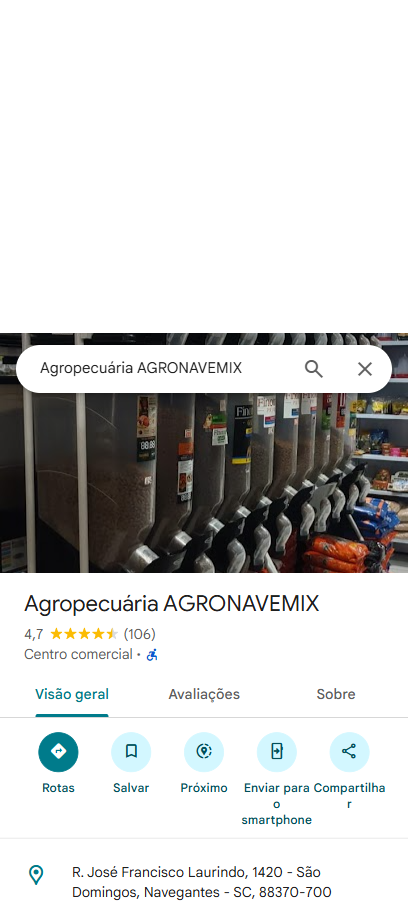 Agropecuária AGRONAVEMIX
Agropecuária AGRONAVEMIX
4,7 (106)
Centro comercial ·
Visão geral Avaliações Sobre
Rotas Salvar Próximo Enviar para o smartphone Compartilhar
R. José Francisco Laurindo, 1420 - São
Domingos, Navegantes - SC, 88370-700